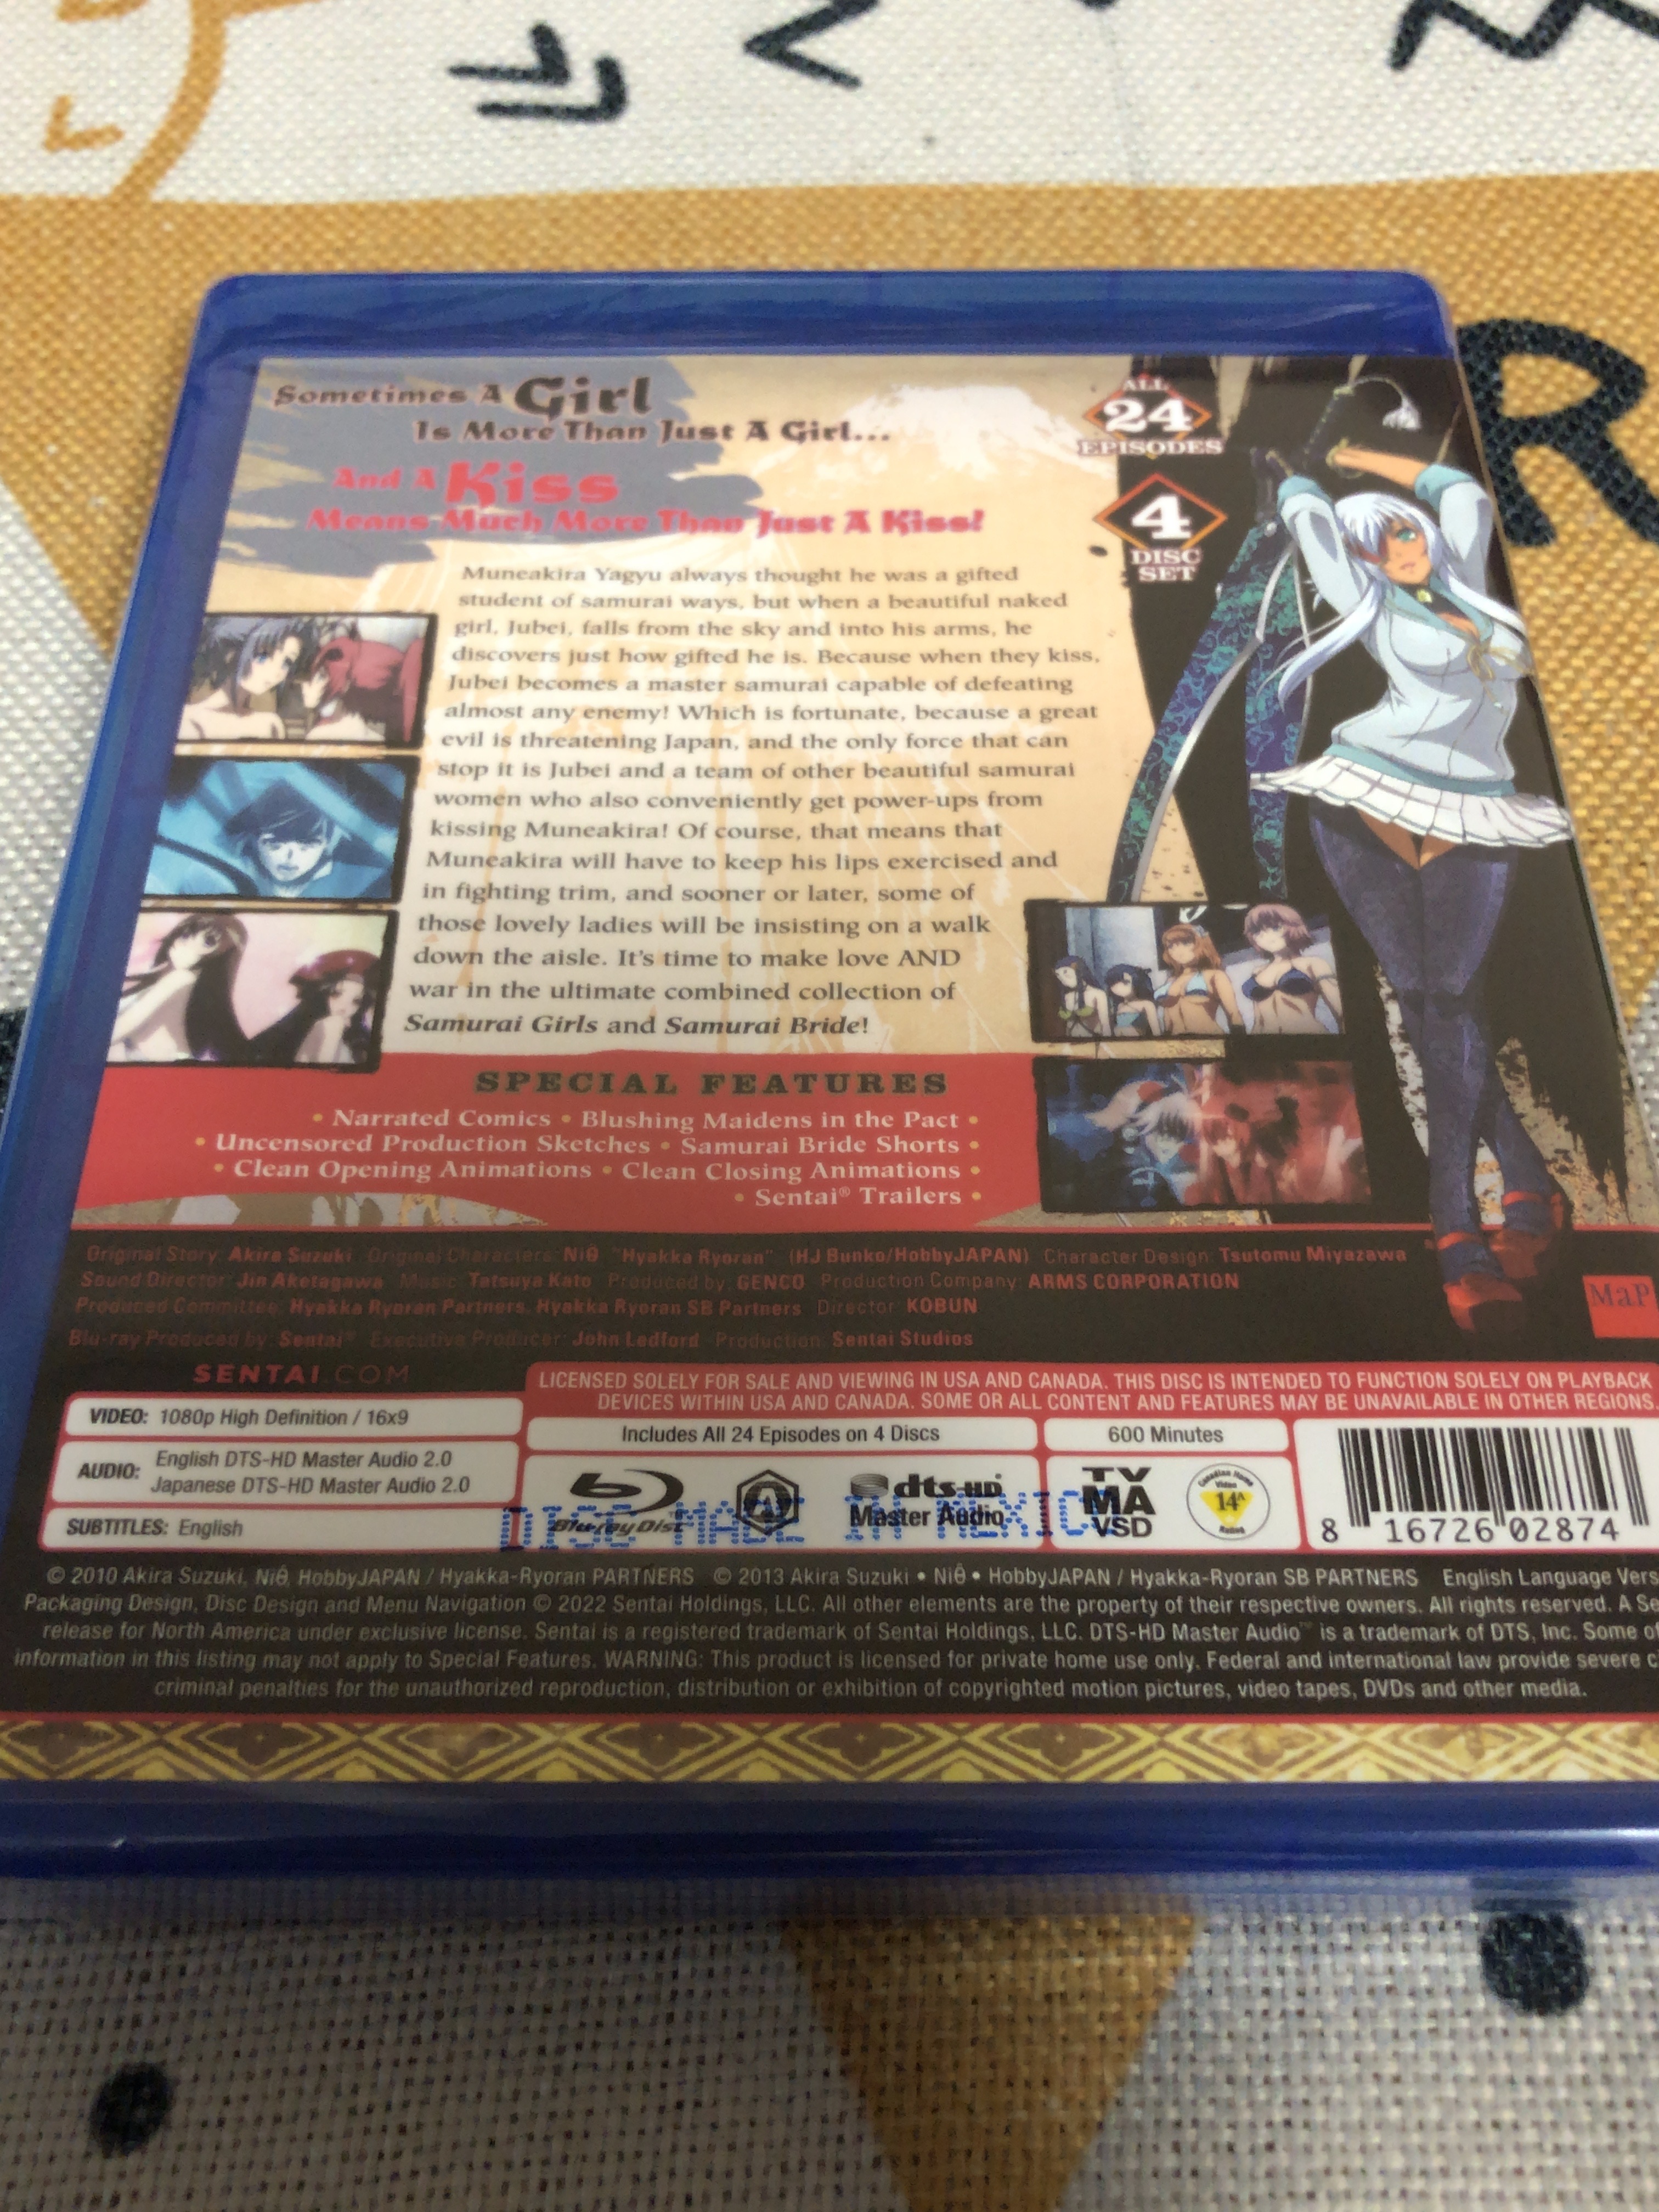 R
Sometimes A Girl
Is More Than Just A Girl...
And A Kiss
Means Much More Than Just A Kiss!
ALL
24
EPISODES
4
DISC
SET
Muneakira Yagyu always thought he was a gifted
student of samurai ways, but when a beautiful naked
girl, Jubei, falls from the sky and into his arms, he
discovers just how gifted he is. Because when they kiss,
Jubei becomes a master samurai capable of defeating
almost any enemy! Which is fortunate, because a great
evil is threatening Japan, and the only force that can
stop it is Jubei and a team of other beautiful samurai
women who also conveniently get power-ups from
kissing Muneakira! Of course, that means that
Muneakira will have to keep his lips exercised and
in fighting trim, and sooner or later, some of
those lovely ladies will be insisting on a walk
down the aisle. It's time to make love AND
war in the ultimate combined collection of
Samurai Girls and Samurai Bride!
SPECIAL FEATURES
• Narrated Comics • Blushing Maidens in the Pact •
• Uncensored Production Sketches • Samurai Bride Shorts •
• Clean Opening Animations • Clean Closing Animations •
• Sentai® Trailers •
Original Story: Akira Suzuki Original Characters: Niθ "Hyakka Ryoran" (HJ Bunko/HobbyJAPAN) Character Design: Tsutomu Miyazawa
Sound Director: Jin Aketagawa Music: Tatsuya Kato Produced by: GENCO Production Company: ARMS CORPORATION
Produced Committee: Hyakka Ryoran Partners, Hyakka Ryoran SB Partners Director: KOBUN
Blu-ray Produced by: Sentai® Executive Producer: John Ledford Production: Sentai Studios
MaP
SENTAI.COM
LICENSED SOLELY FOR SALE AND VIEWING IN USA AND CANADA. THIS DISC IS INTENDED TO FUNCTION SOLELY ON PLAYBACK
DEVICES WITHIN USA AND CANADA. SOME OR ALL CONTENT AND FEATURES MAY BE UNAVAILABLE IN OTHER REGIONS.
VIDEO: 1080p High Definition / 16x9
AUDIO: English DTS-HD Master Audio 2.0
Japanese DTS-HD Master Audio 2.0
SUBTITLES: English
Includes All 24 Episodes on 4 Discs
600 Minutes
Blu-ray Disc
A
dts-HD
Master Audio
TV
MA
VSD
Canadian Home
Video
14A
Rated
DISC MADE IN MEXICO
8 16726 02874
© 2010 Akira Suzuki, Niθ, HobbyJAPAN / Hyakka-Ryoran PARTNERS © 2013 Akira Suzuki • Niθ • HobbyJAPAN / Hyakka-Ryoran SB PARTNERS English Language Vers
Packaging Design, Disc Design and Menu Navigation © 2022 Sentai Holdings, LLC. All other elements are the property of their respective owners. All rights reserved. A Se
release for North America under exclusive license. Sentai is a registered trademark of Sentai Holdings, LLC. DTS-HD Master Audio™ is a trademark of DTS, Inc. Some of
information in this listing may not apply to Special Features. WARNING: This product is licensed for private home use only. Federal and international law provide severe c
criminal penalties for the unauthorized reproduction, distribution or exhibition of copyrighted motion pictures, video tapes, DVDs and other media.